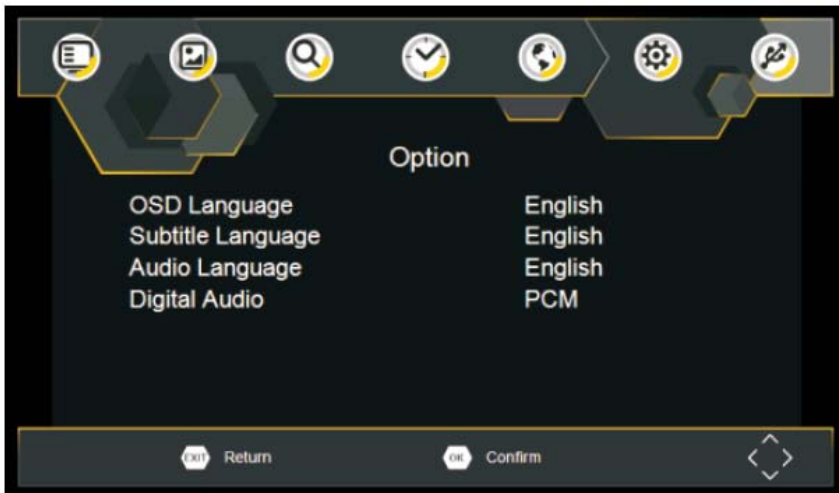 Option
OSD Language English
Subtitle Language English
Audio Language English
Digital Audio PCM
EXIT Return OK Confirm